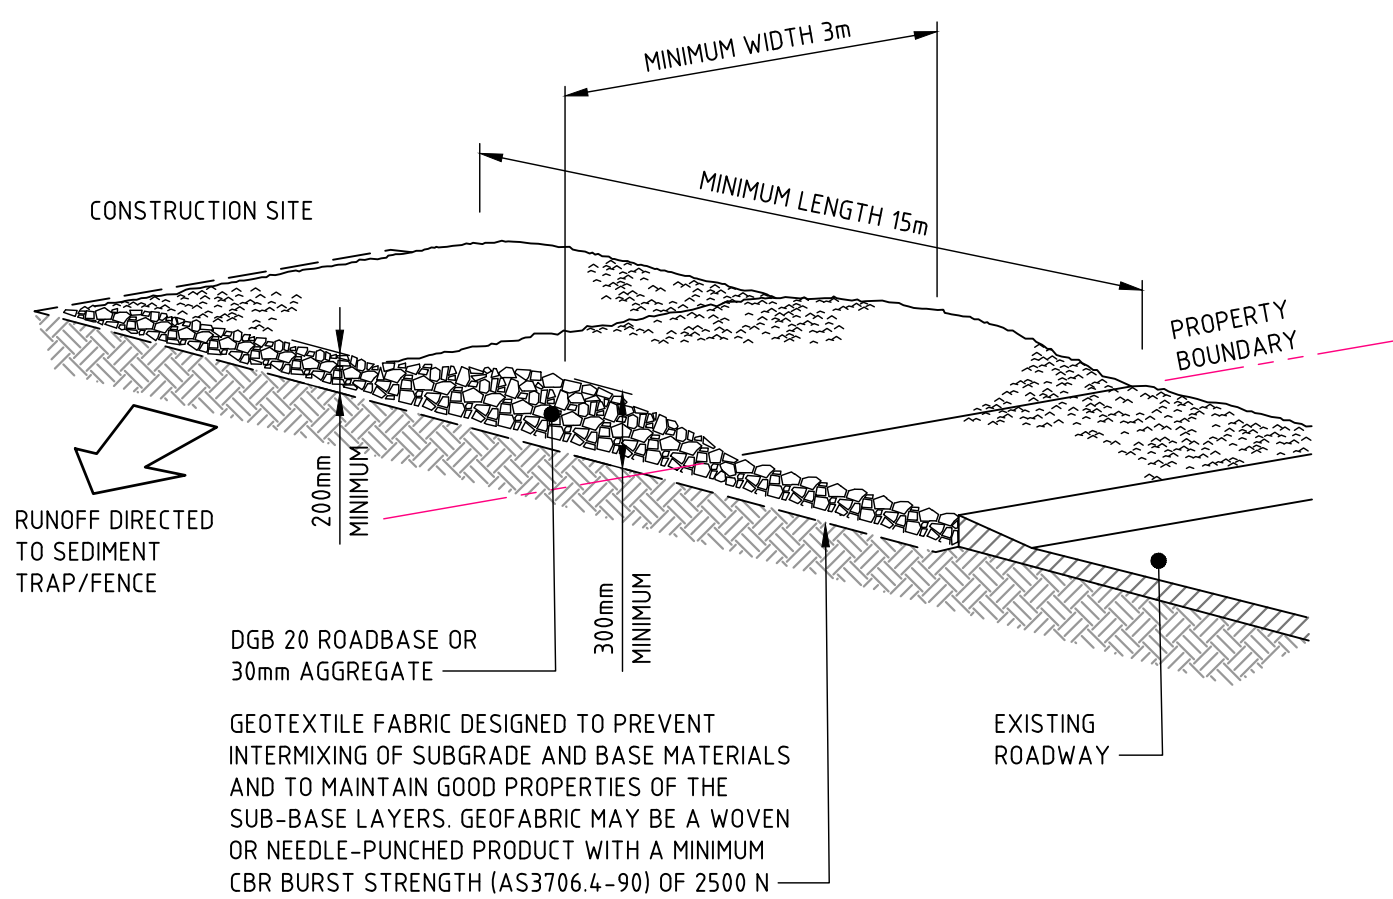 MINIMUM WIDTH 3m
MINIMUM LENGTH 15m
CONSTRUCTION SITE
PROPERTY
BOUNDARY
200mm
MINIMUM
RUNOFF DIRECTED
TO SEDIMENT
TRAP/FENCE
300mm
MINIMUM
DGB 20 ROADBASE OR
30mm AGGREGATE
GEOTEXTILE FABRIC DESIGNED TO PREVENT
INTERMIXING OF SUBGRADE AND BASE MATERIALS
AND TO MAINTAIN GOOD PROPERTIES OF THE
SUB-BASE LAYERS. GEOFABRIC MAY BE A WOVEN
OR NEEDLE-PUNCHED PRODUCT WITH A MINIMUM
CBR BURST STRENGTH (AS3706.4-90) OF 2500 N
EXISTING
ROADWAY